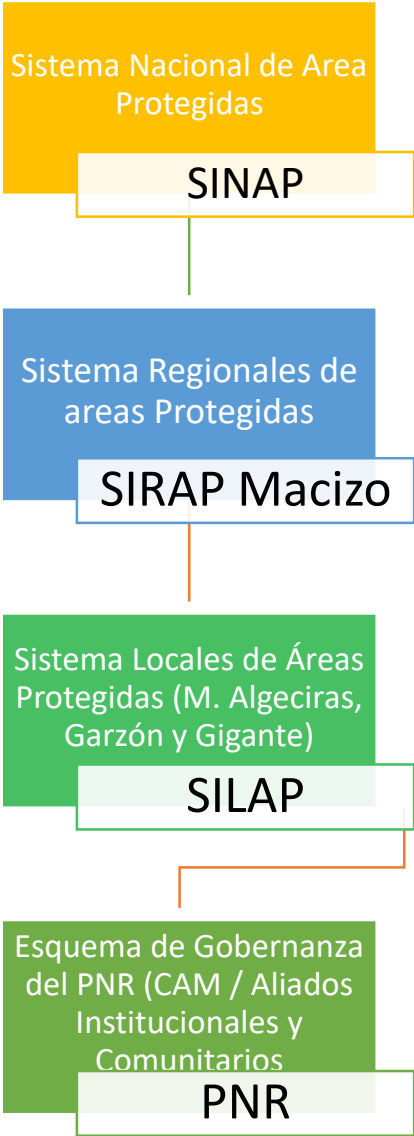 Sistema Nacional de Area
Protegidas
SINAP
Sistema Regionales de
areas Protegidas
SIRAP Macizo
Sistema Locales de Áreas
Protegidas (M. Algeciras,
Garzón y Gigante)
SILAP
Esquema de Gobernanza
del PNR (CAM / Aliados
Institucionales y
Comunitarios
PNR